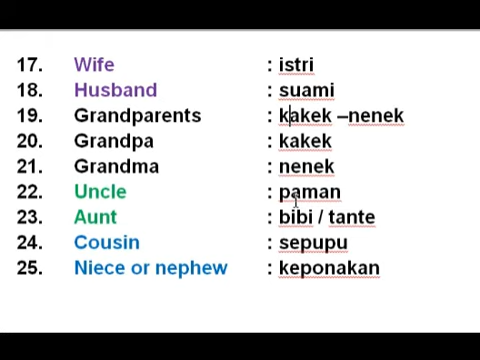 17. Wife : istri
18. Husband : suami
19. Grandparents : kakek –nenek
20. Grandpa : kakek
21. Grandma : nenek
22. Uncle : paman
23. Aunt : bibi / tante
24. Cousin : sepupu
25. Niece or nephew : keponakan